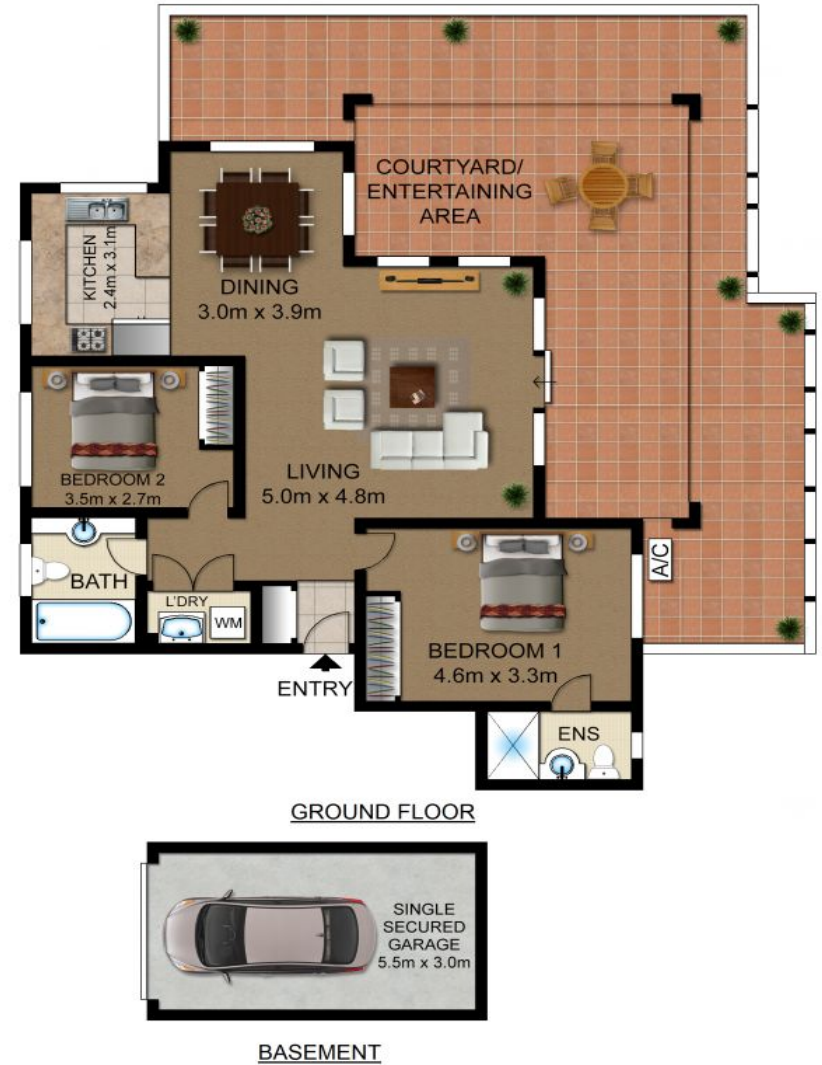 COURTYARD/
ENTERTAINING
AREA
KITCHEN
2.4m x 3.1m
DINING
3.0m x 3.9m
LIVING
5.0m x 4.8m
BEDROOM 2
3.5m x 2.7m
BATH
L'DRY
WM
A/C
BEDROOM 1
4.6m x 3.3m
ENTRY
ENS
GROUND FLOOR
SINGLE
SECURED
GARAGE
5.5m x 3.0m
BASEMENT